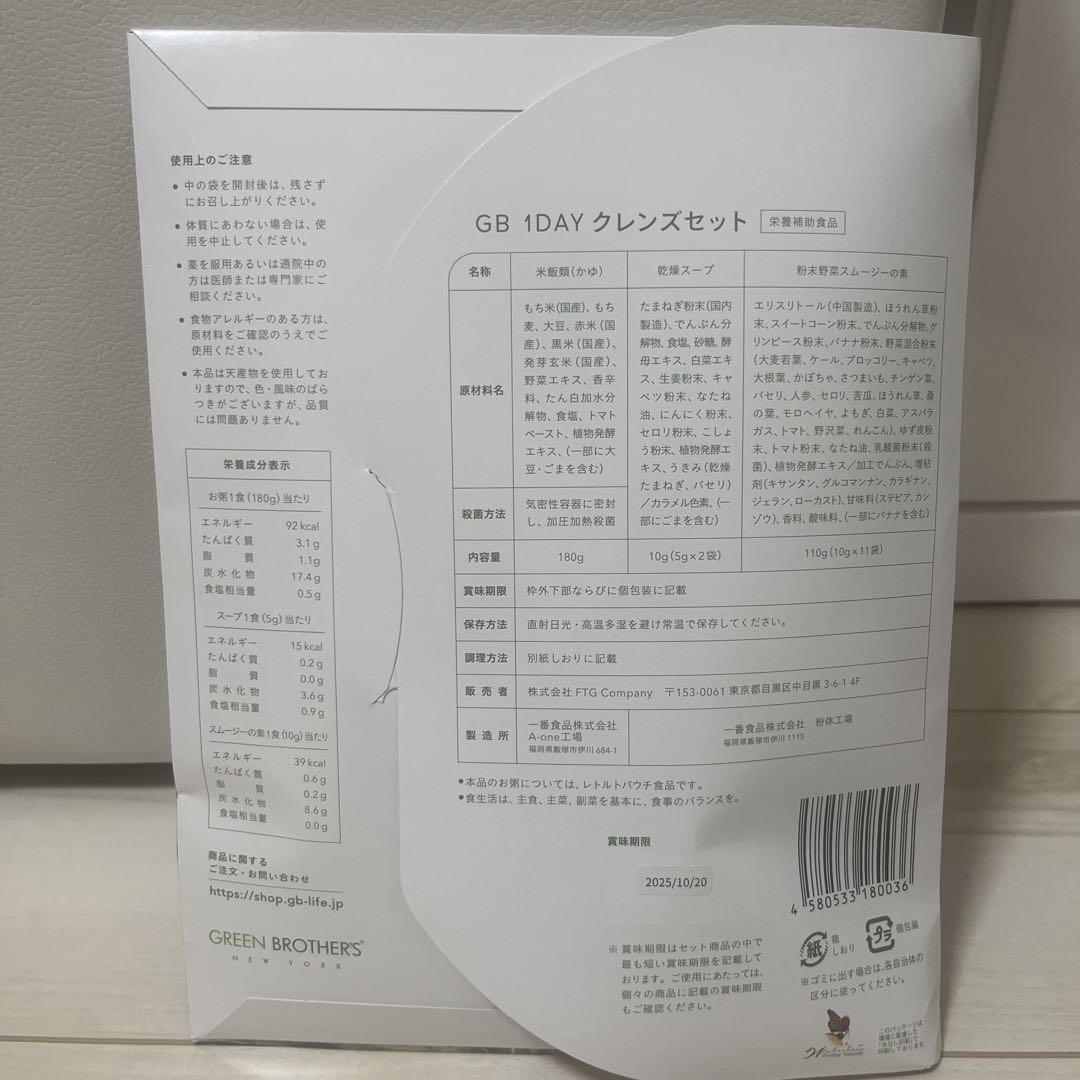 使用上のご注意
● 中の袋を開封後は、残さず
にお召し上がりください。
● 体質にあわない場合は、使
用を中止してください。
● 薬を服用あるいは通院中の
方は医師または専門家にご
相談ください。
● 食物アレルギーのある方は、
原材料をご確認のうえでご
使用ください。
● 本品は天産物を使用してお
りますので、色・風味のばら
つきがございますが、品質
には問題ありません。
栄養成分表示
お粥1食(180g)当たり
エネルギー 92kcal
たんぱく質 3.1g
脂質 1.1g
炭水化物 17.4g
食塩相当量 0.5g
スープ1食(5g)当たり
エネルギー 15kcal
たんぱく質 0.2g
脂質 0.0g
炭水化物 3.6g
食塩相当量 0.9g
スムージーの素1食(10g)当たり
エネルギー 39kcal
たんぱく質 0.6g
脂質 0.2g
炭水化物 8.6g
食塩相当量 0.0g
商品に関する
ご注文・お問い合わせ
https://shop.gb-life.jp
GREEN BROTHER'S®
NEW YORK
GB 1DAY クレンズセット 栄養補助食品
名称 米飯類(かゆ) 乾燥スープ 粉末野菜スムージーの素
原材料名
もち米(国産)、もち
麦、大豆、赤米(国
産)、黒米(国産)、
発芽玄米(国産)、
野菜エキス、香辛
料、たん白加水分
解物、食塩、トマト
ペースト、植物発酵
エキス、(一部に大
豆・ごまを含む)
たまねぎ粉末(国内
製造)、でんぷん分
解物、食塩、砂糖、酵
母エキス、白菜エキ
ス、生姜粉末、キャ
ベツ粉末、なたね
油、にんにく粉末、
セロリ粉末、こしょ
う粉末、植物発酵エ
キス、うきみ(乾燥
たまねぎ、パセリ)
/カラメル色素、(一
部にごまを含む)
エリスリトール(中国製造)、ほうれん草粉
末、スイートコーン粉末、でんぷん分解物、グ
リンピース粉末、バナナ粉末、野菜混合粉末
(大麦若葉、ケール、ブロッコリー、キャベツ、
大根葉、かぼちゃ、さつまいも、チンゲン菜、
パセリ、人参、セロリ、苦瓜、ほうれん草、桑
の葉、モロヘイヤ、よもぎ、白菜、アスパラ
ガス、トマト、野沢菜、れんこん)、ゆず皮粉
末、トマト粉末、なたね油、乳酸菌粉末(殺
菌)、植物発酵エキス/加工でんぷん、増粘
剤(キサンタン、グルコマンナン、カラギナン、
ジェラン、ローカスト)、甘味料(ステビア、カン
ゾウ)、香料、酸味料、(一部にバナナを含む)
殺菌方法
気密性容器に密封
し、加圧加熱殺菌
内容量 180g 10g(5g×2袋) 110g(10g×11袋)
賞味期限 枠外下部ならびに個包装に記載
保存方法 直射日光・高温多湿を避け常温で保存してください。
調理方法 別紙しおりに記載
販売者 株式会社 FTG Company 〒153-0061 東京都目黒区中目黒 3-6-1 4F
製造所
一番食品株式会社
A-one工場
福岡県飯塚市伊川 684-1
一番食品株式会社 粉体工場
福岡県飯塚市伊川 1115
●本品のお粥については、レトルトパウチ食品です。
●食生活は、主食、主菜、副菜を基本に、食事のバランスを。
賞味期限
2025/10/20
4 580533 180036
※ 賞味期限はセット商品の中で
最も短い賞味期限を記載して
おります。ご使用にあたっては、
個々の商品に記載の賞味期限
もご確認ください。
紙 箱
しおり
プラ 個包装
※ゴミに出す場合は、各自治体の
区分に従ってください。
このパッケージは
環境に配慮した
「水なし印刷」で
印刷しております。